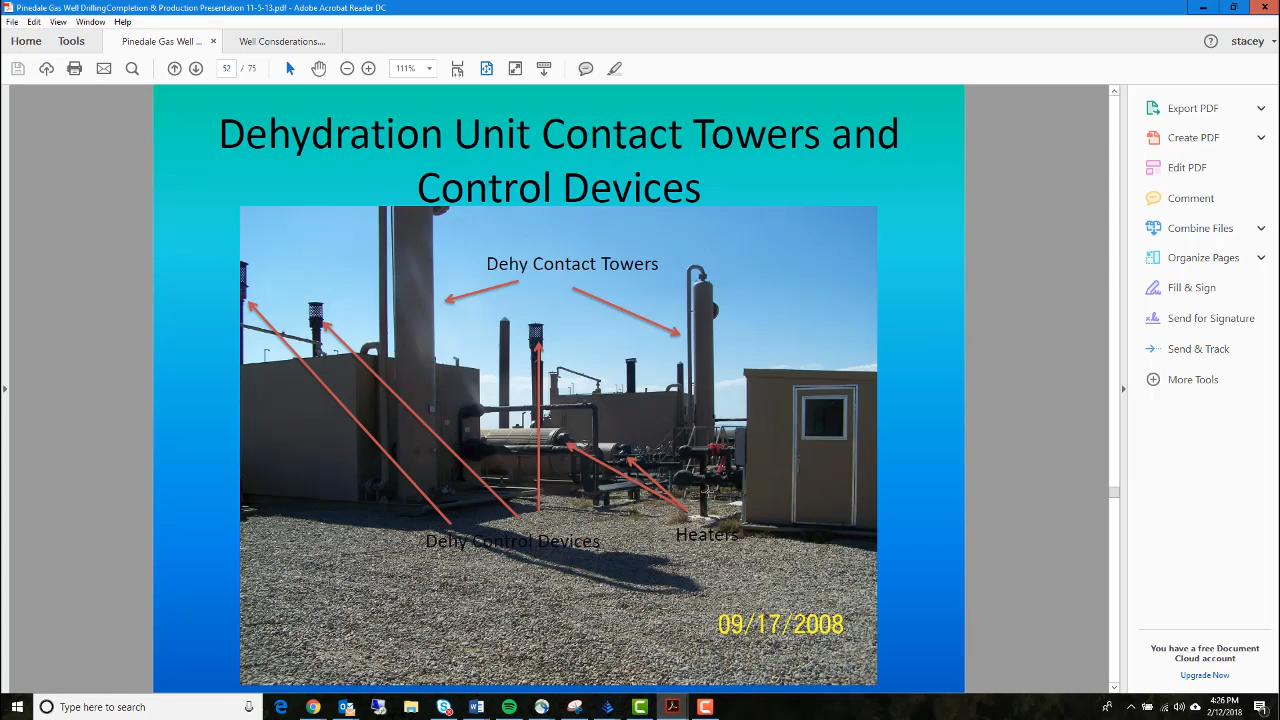 Pinedale Gas Well DrillingCompletion & Production Presentation 11-5-13.pdf - Adobe Acrobat Reader DC
File Edit View Window Help
Home Tools Pinedale Gas Well ... × Well Considerations.... stacey
52 / 75 111%
Dehydration Unit Contact Towers and
Control Devices
Dehy Contact Towers
Dehy Control Devices
Heaters
09/17/2008
Export PDF
Create PDF
Edit PDF
Comment
Combine Files
Organize Pages
Fill & Sign
Send for Signature
Send & Track
More Tools
You have a free Document
Cloud account
Upgrade Now
Type here to search
4:26 PM
2/12/2018